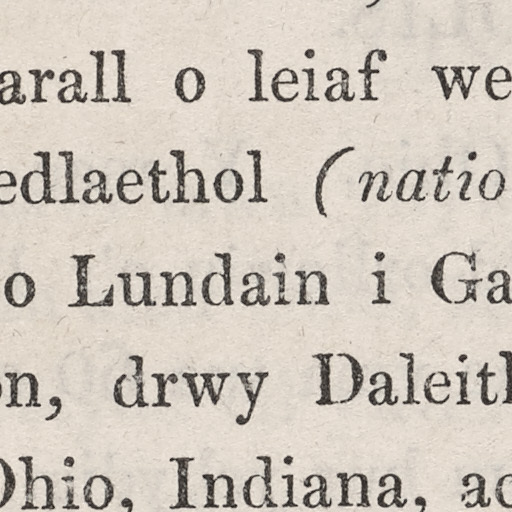 arall o leiaf we
edlaethol (natio
o Lundain i Ga
on, drwy Daleith
Ohio, Indiana, ac